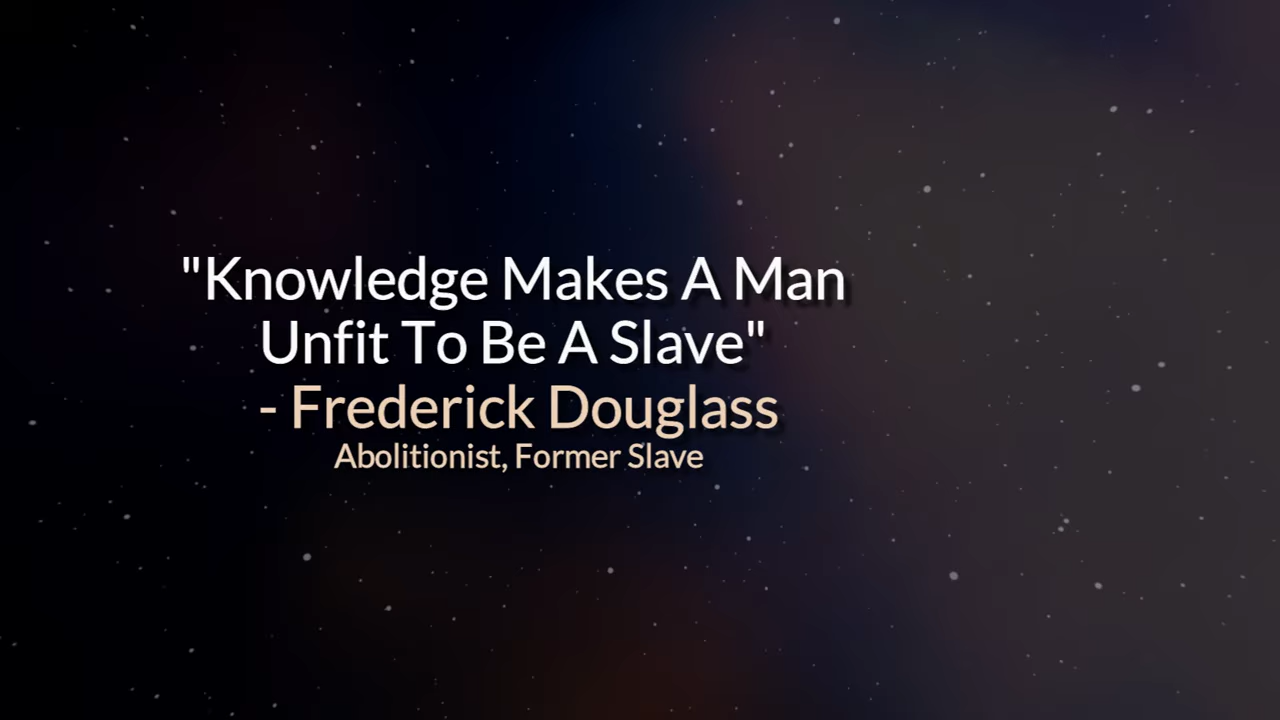 "Knowledge Makes A Man
Unfit To Be A Slave"
- Frederick Douglass
Abolitionist, Former Slave